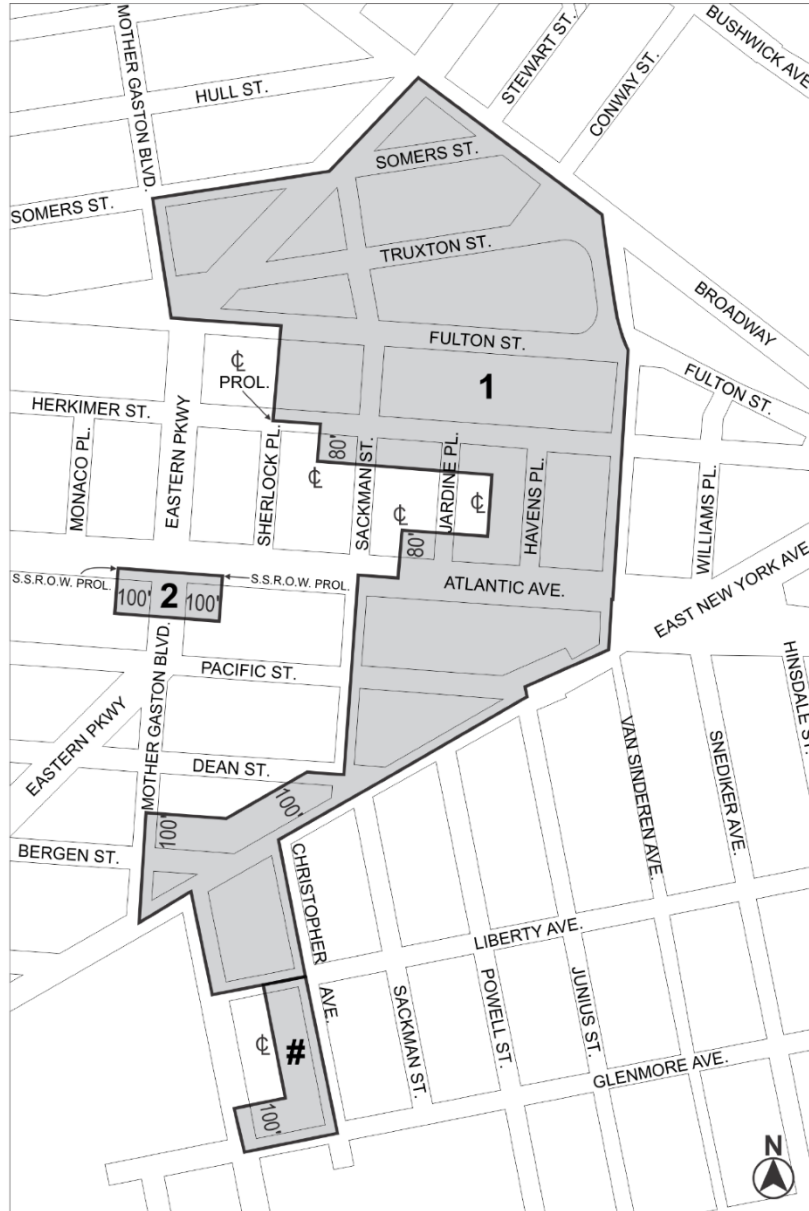 MOTHER GASTON BLVD.
HULL ST.
STEWART ST.
CONWAY ST.
BUSHWICK AVE
SOMERS ST.
SOMERS ST.
TRUXTON ST.
BROADWAY
FULTON ST.
FULTON ST.
℄
PROL.
1
HERKIMER ST.
MONACO PL.
EASTERN PKWY
SHERLOCK PL.
80'
SACKMAN ST.
JARDINE PL.
HAVENS PL.
WILLIAMS PL.
℄
℄
℄
80'
ATLANTIC AVE.
EAST NEW YORK AVE
S.S.R.O.W. PROL.
S.S.R.O.W. PROL.
100'
2
100'
PACIFIC ST.
MOTHER GASTON BLVD.
EASTERN PKWY
DEAN ST.
HINSDALE ST.
VAN SINDEREN AVE.
SNEDIKER AVE.
100'
100'
BERGEN ST.
CHRISTOPHER
AVE.
LIBERTY AVE.
SACKMAN ST.
POWELL ST.
JUNIUS ST.
℄
#
GLENMORE AVE.
100'
N